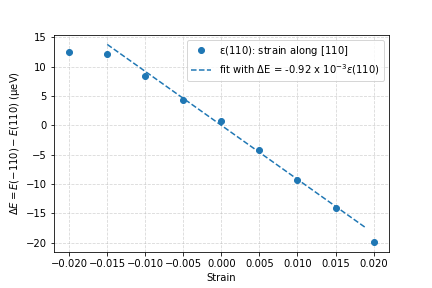 ε(110): strain along [110]
fit with ΔE = -0.92 x 10⁻³ε(110)
15
10
5
0
−5
−10
−15
−20
ΔE = E(−110) − E(110) (μeV)
−0.020 −0.015 −0.010 −0.005 0.000 0.005 0.010 0.015 0.020
Strain